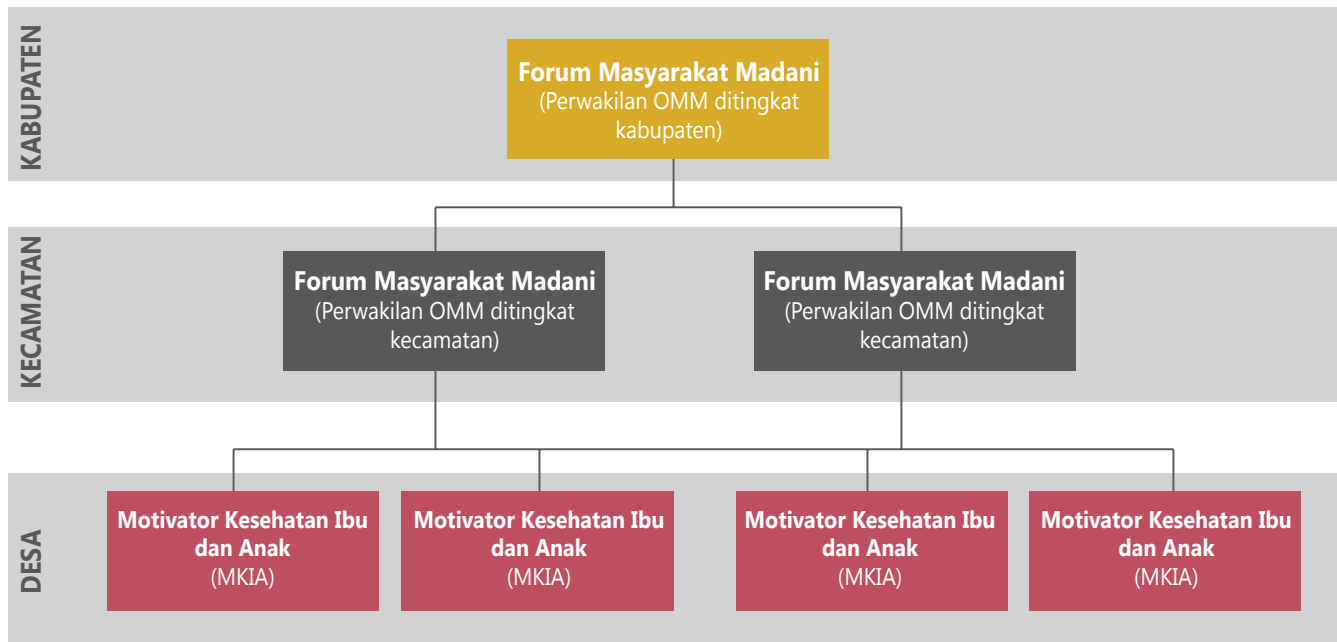 KABUPATEN
Forum Masyarakat Madani
(Perwakilan OMM ditingkat
kabupaten)
KECAMATAN
Forum Masyarakat Madani
(Perwakilan OMM ditingkat
kecamatan)
Forum Masyarakat Madani
(Perwakilan OMM ditingkat
kecamatan)
DESA
Motivator Kesehatan Ibu
dan Anak
(MKIA)
Motivator Kesehatan Ibu
dan Anak
(MKIA)
Motivator Kesehatan Ibu
dan Anak
(MKIA)
Motivator Kesehatan Ibu
dan Anak
(MKIA)